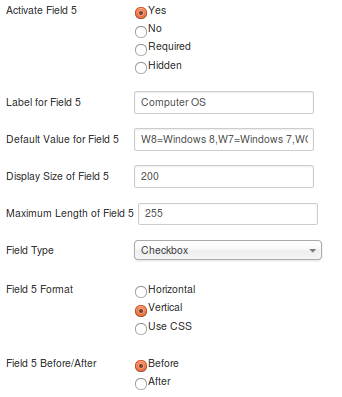 Activate Field 5 Yes
No
Required
Hidden
Label for Field 5 Computer OS
Default Value for Field 5 W8=Windows 8,W7=Windows 7,W
Display Size of Field 5 200
Maximum Length of Field 5 255
Field Type Checkbox
Field 5 Format Horizontal
Vertical
Use CSS
Field 5 Before/After Before
After